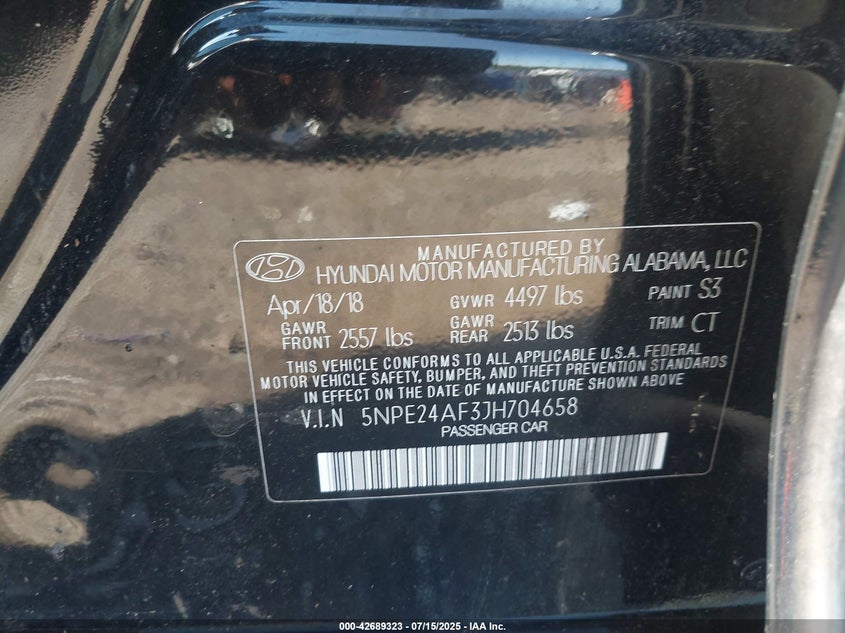 MANUFACTURED BY
HYUNDAI MOTOR MANUFACTURING ALABAMA, LLC
Apr/18/18 GVWR 4497 lbs PAINT S3
GAWR FRONT 2557 lbs GAWR REAR 2513 lbs TRIM CT
THIS VEHICLE CONFORMS TO ALL APPLICABLE U.S.A. FEDERAL
MOTOR VEHICLE SAFETY, BUMPER, AND THEFT PREVENTION STANDARDS
IN EFFECT ON THE DATE OF MANUFACTURE SHOWN ABOVE
V.I.N 5NPE24AF3JH704658
PASSENGER CAR
000-42689323 - 07/15/2025 - IAA Inc.